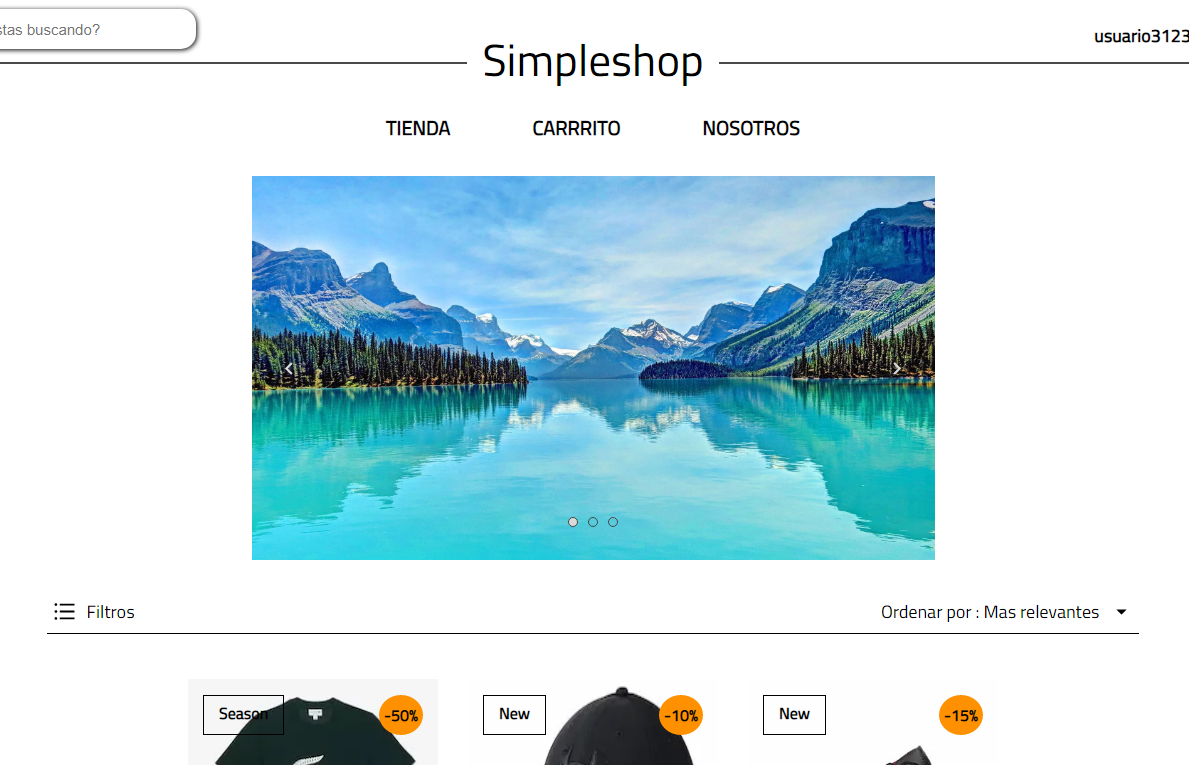 stas buscando?
usuario3123
Simpleshop
TIENDA CARRRITO NOSOTROS
Filtros
Ordenar por : Mas relevantes
Season -50% New -10% New -15%